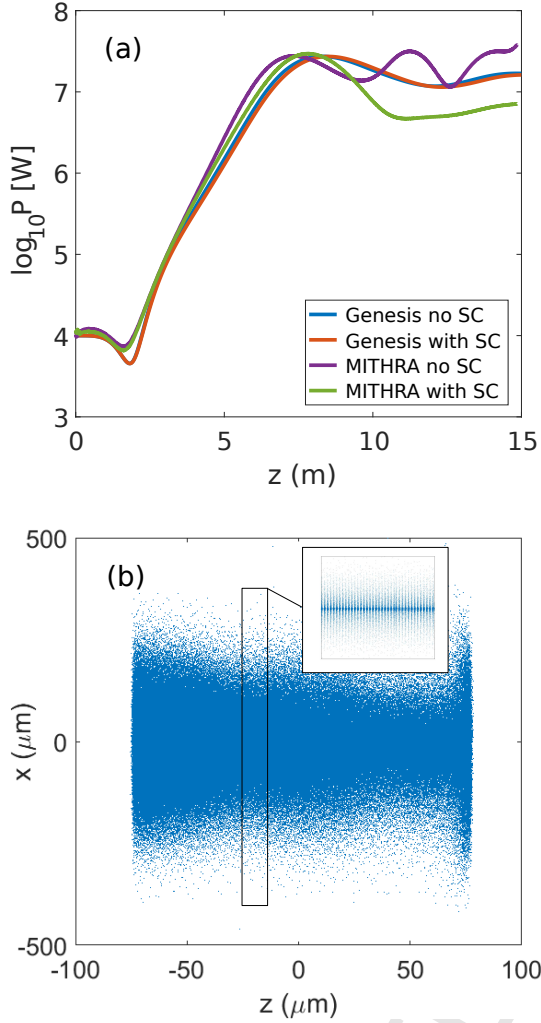 (a)
8
7
6
5
4
3
log10P [W]
Genesis no SC
Genesis with SC
MITHRA no SC
MITHRA with SC
0 5 10 15
z (m)
(b)
500
0
-500
x (μm)
-100 -50 0 50 100
z (μm)